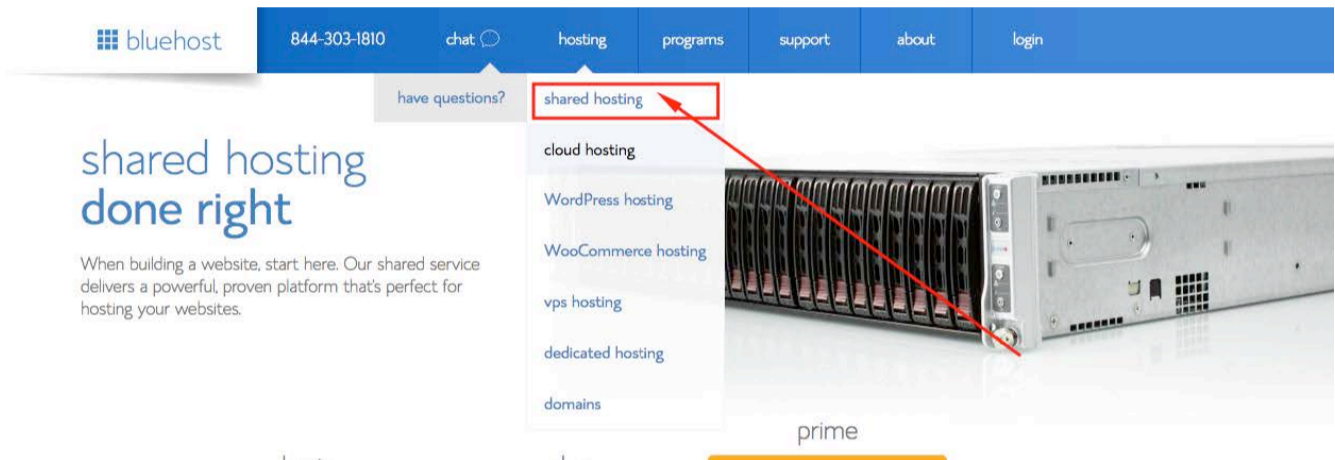 bluehost
844-303-1810
chat
hosting
programs
support
about
login
have questions?
shared hosting
cloud hosting
WordPress hosting
WooCommerce hosting
vps hosting
dedicated hosting
domains
shared hosting
done right
When building a website, start here. Our shared service
delivers a powerful, proven platform that's perfect for
hosting your websites.
prime